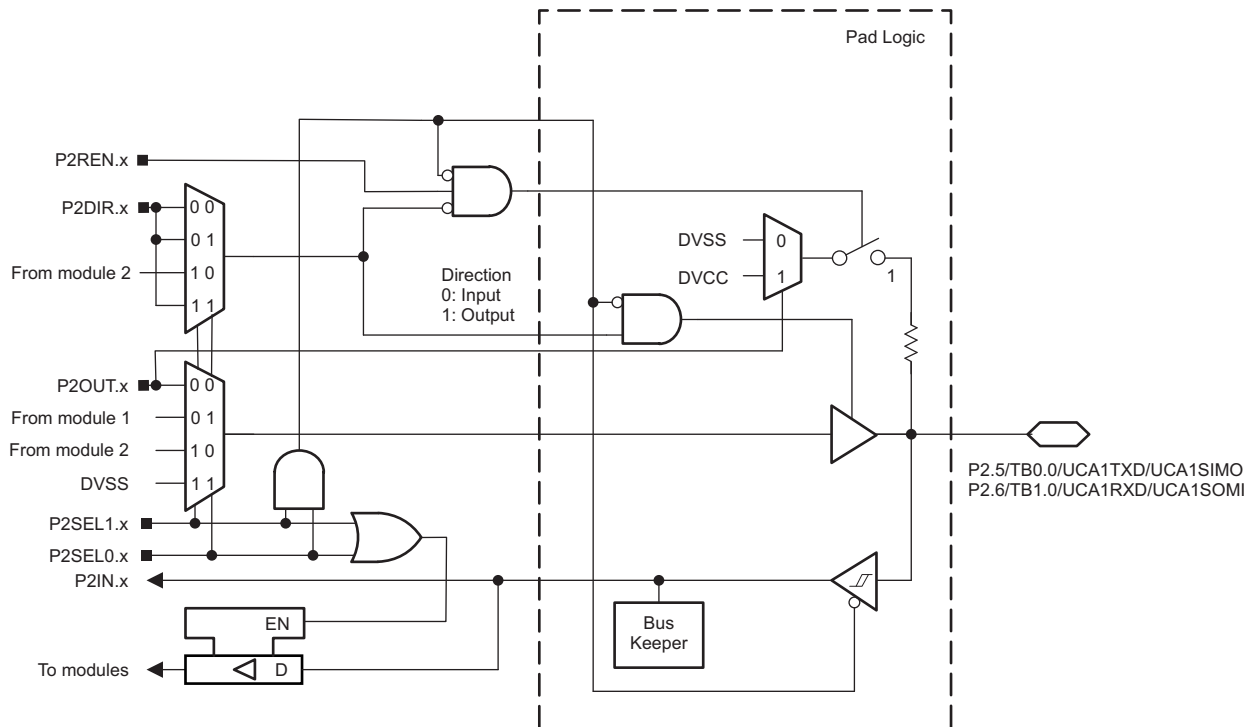 Pad Logic
P2REN.x
P2DIR.x
0 0
0 1
From module 2
1 0
1 1
Direction
0: Input
1: Output
DVSS
0
DVCC
1
1
P2OUT.x
0 0
From module 1
0 1
From module 2
1 0
DVSS
1 1
P2.5/TB0.0/UCA1TXD/UCA1SIMO
P2.6/TB1.0/UCA1RXD/UCA1SOMI
P2SEL1.x
P2SEL0.x
P2IN.x
EN
Bus
Keeper
To modules
D